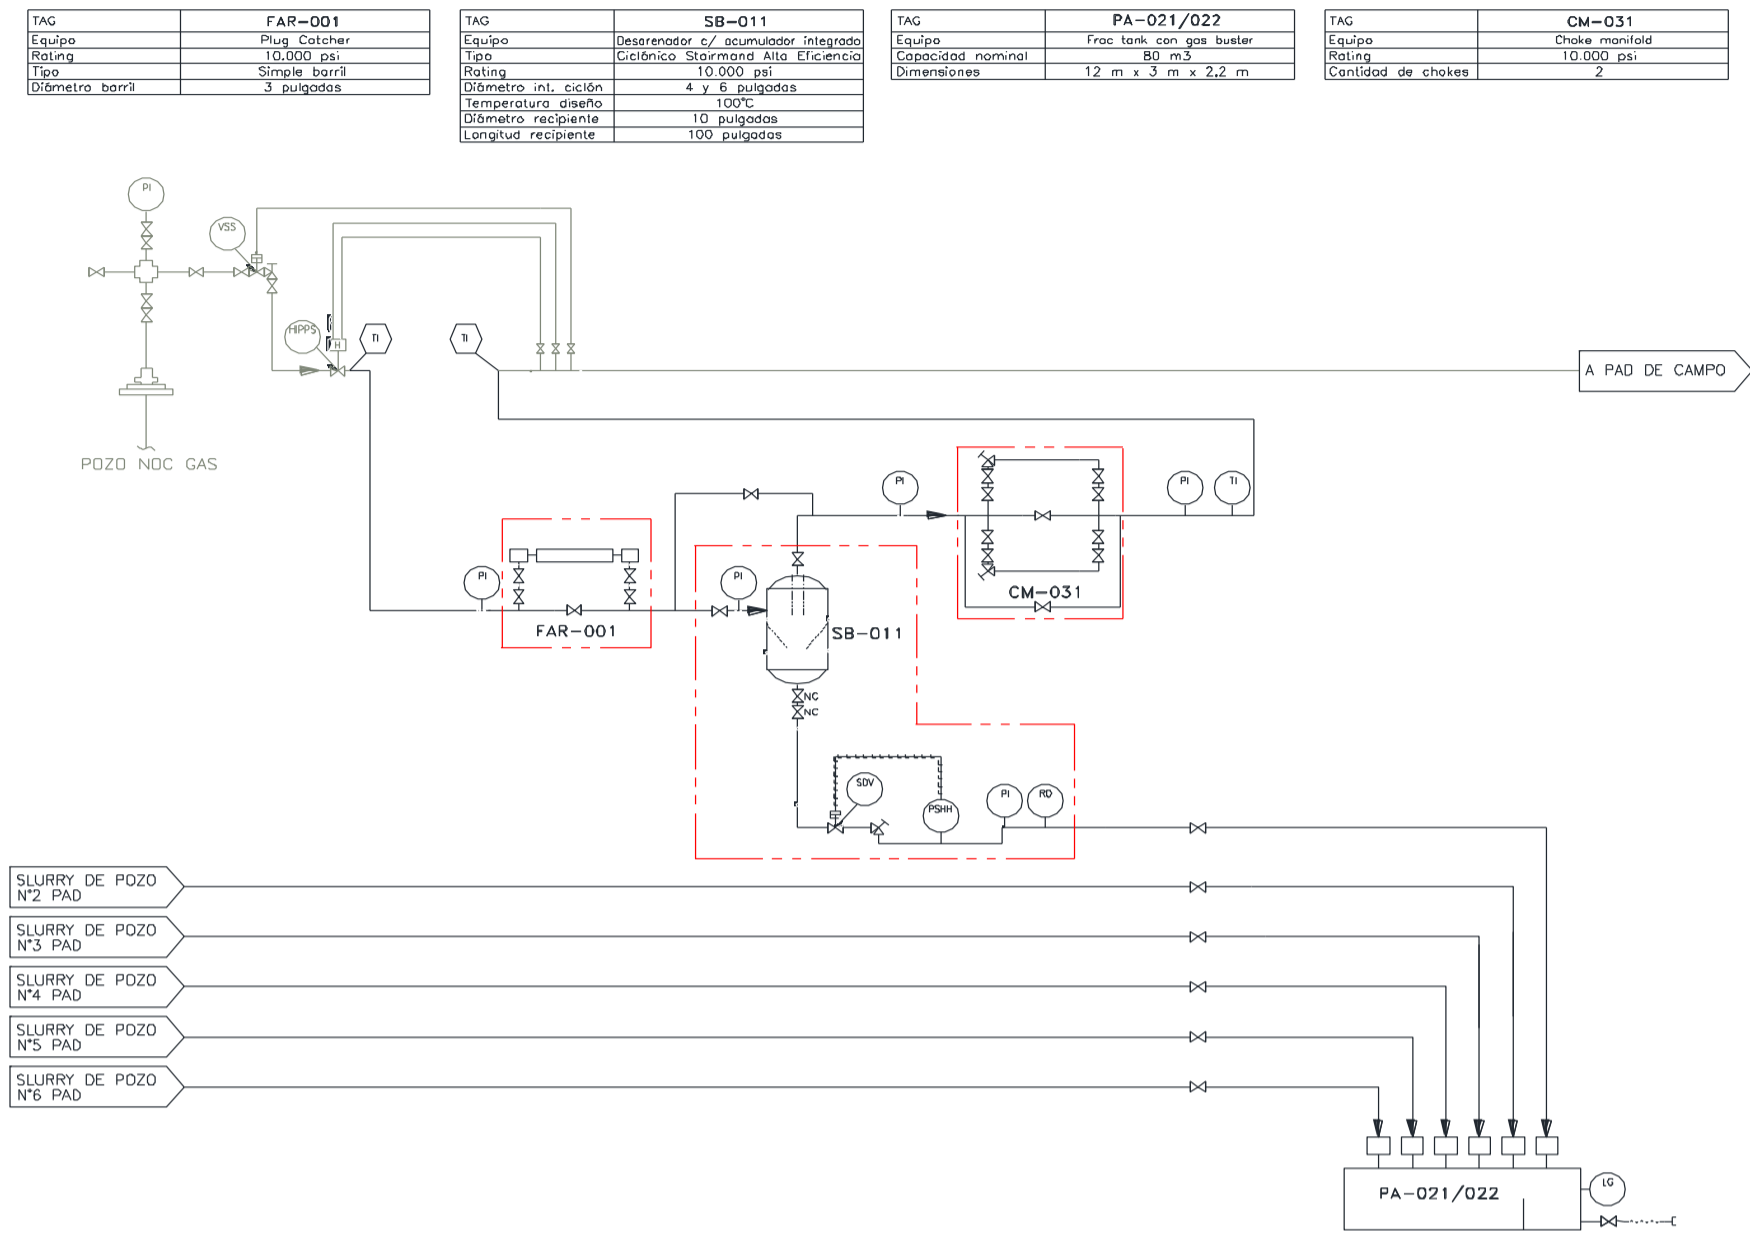 TAG FAR-001
Equipo Plug Catcher
Rating 10.000 psi
Tipo Simple barril
Diámetro barril 3 pulgadas
TAG SB-011
Equipo Desarenador c/ acumulador integrado
Tipo Ciclónico Stairmand Alta Eficiencia
Rating 10.000 psi
Diámetro int. ciclón 4 y 6 pulgadas
Temperatura diseño 100°C
Diámetro recipiente 10 pulgadas
Longitud recipiente 100 pulgadas
TAG PA-021/022
Equipo Frac tank con gas buster
Capacidad nominal 80 m3
Dimensiones 12 m x 3 m x 2,2 m
TAG CM-031
Equipo Choke manifold
Rating 10.000 psi
Cantidad de chokes 2
PI
VSS
HIPPS
H
TI
TI
A PAD DE CAMPO
POZO NOC GAS
PI
PI
TI
CM-031
PI
FAR-001
PI
SB-011
NC
NC
SDV
PSHH
PI
RO
SLURRY DE POZO
N°2 PAD
SLURRY DE POZO
N°3 PAD
SLURRY DE POZO
N°4 PAD
SLURRY DE POZO
N°5 PAD
SLURRY DE POZO
N°6 PAD
PA-021/022
LG